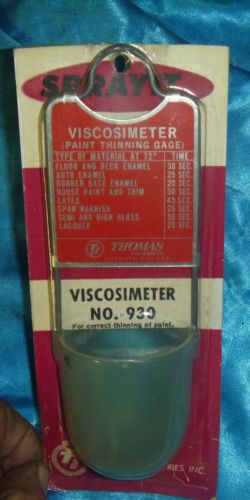 SPRAYIT
VISCOSIMETER
(PAINT THINNING GAGE)
TYPE OF MATERIAL AT 72° TIME
FLOOR AND DECK ENAMEL 30 SEC.
AUTO ENAMEL 25 SEC.
RUBBER BASE ENAMEL 20 SEC.
HOUSE PAINT AND TRIM 30 SEC.
LATEX 45 SEC.
SPAR VARNISH 25 SEC.
SEMI AND HIGH GLOSS 30 SEC.
LACQUER 20 SEC.
THOMAS
VISCOSIMETER
NO. 930
For correct thinning of paint.
INC